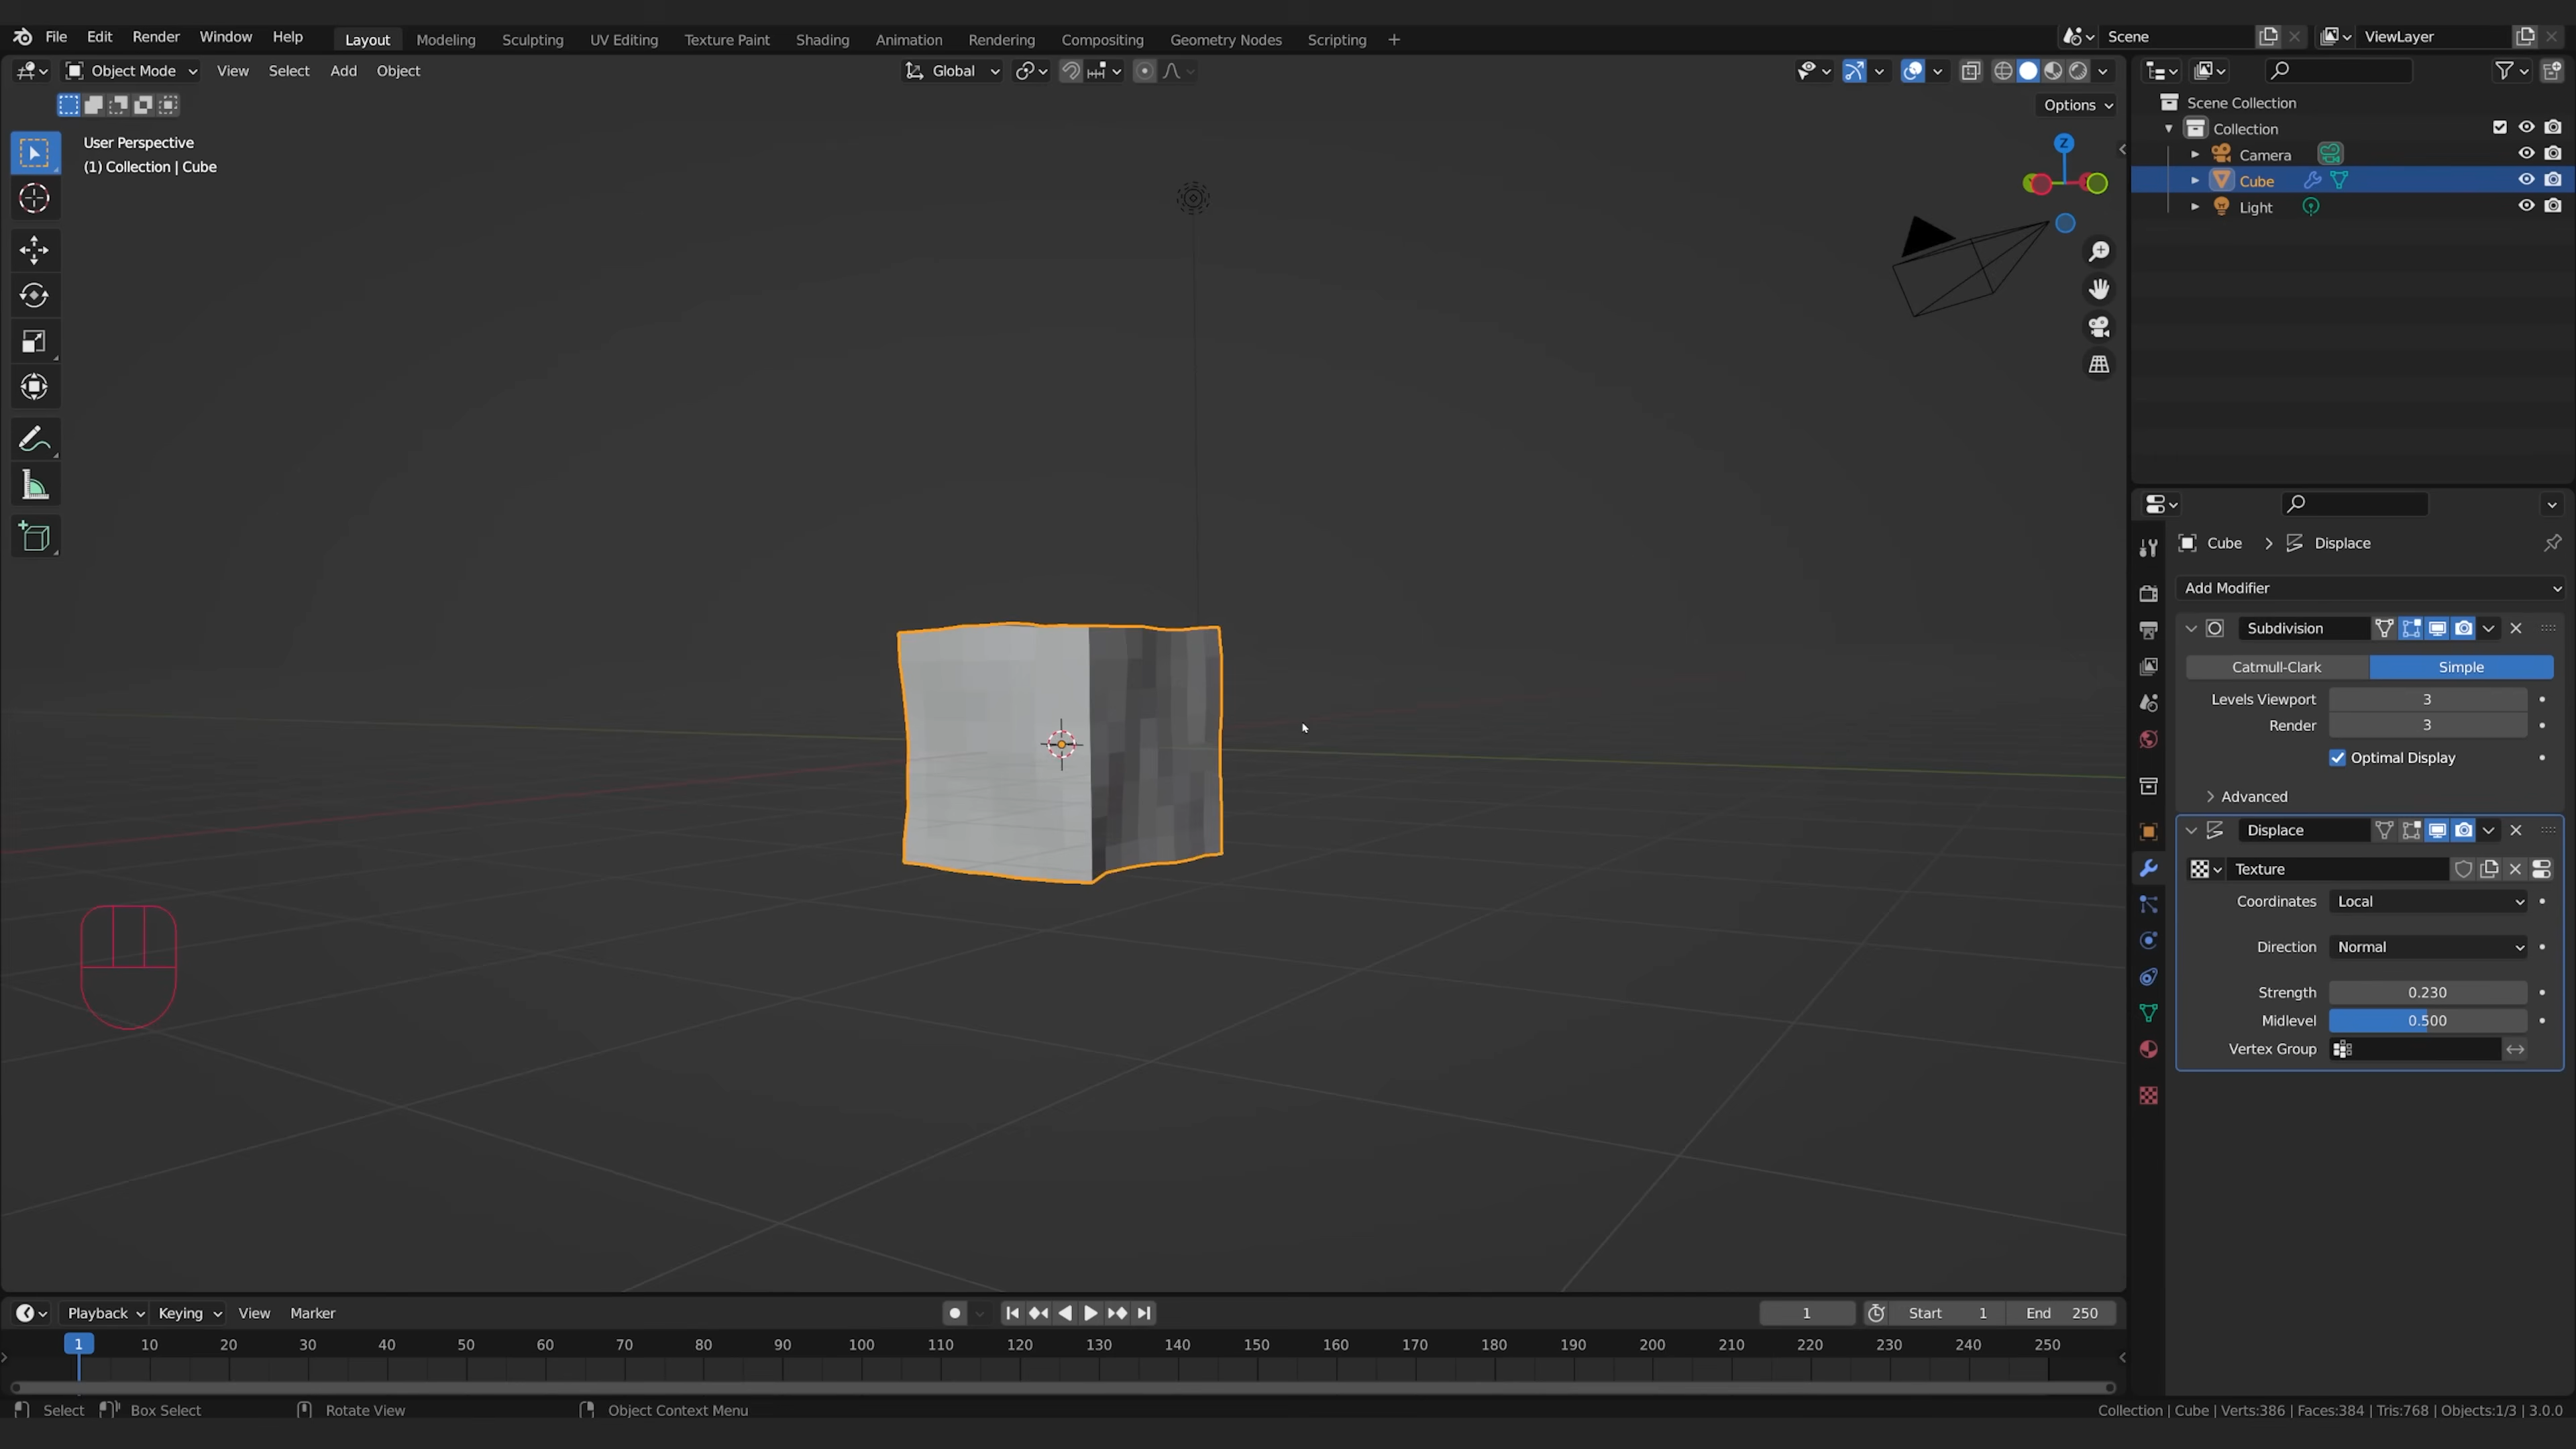 File Edit Render Window Help Layout Modeling Sculpting UV Editing Texture Paint Shading Animation Rendering Compositing Geometry Nodes Scripting + Scene ViewLayer
Object Mode View Select Add Object Global
Options
User Perspective
(1) Collection | Cube
Z
Scene Collection
Collection
Camera
Cube
Light
Cube > Displace
Add Modifier
Subdivision
Catmull-Clark Simple
Levels Viewport 3
Render 3
Optimal Display
Advanced
Displace
Texture
Coordinates Local
Direction Normal
Strength 0.230
Midlevel 0.500
Vertex Group
Playback Keying View Marker 1 Start 1 End 250
1 10 20 30 40 50 60 70 80 90 100 110 120 130 140 150 160 170 180 190 200 210 220 230 240 250
Select Box Select Rotate View Object Context Menu Collection | Cube | Verts:386 | Faces:384 | Tris:768 | Objects:1/3 | 3.0.0